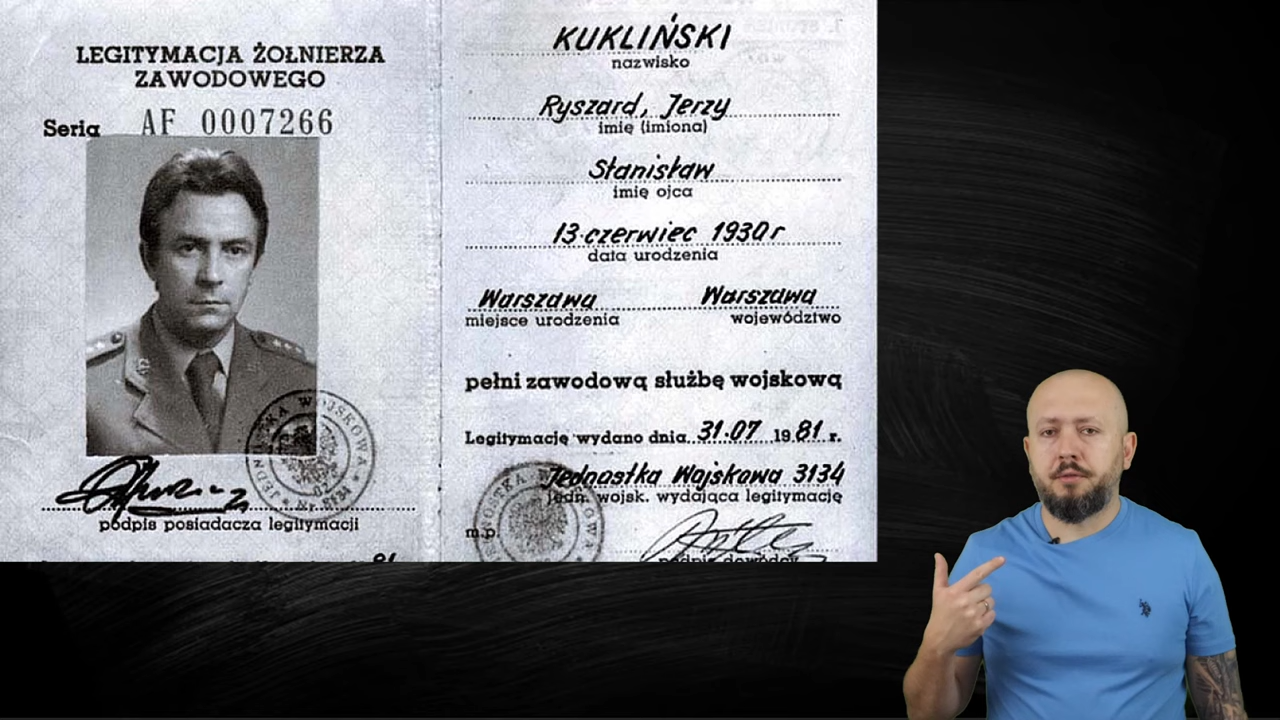 LEGITYMACJA ŻOŁNIERZA
ZAWODOWEGO
Seria AF 0007266
podpis posiadacza legitymacji
KUKLIŃSKI
nazwisko
Ryszard, Jerzy
imię (imiona)
Stanisław
imię ojca
13 czerwiec 1930 r
data urodzenia
Warszawa Warszawa
miejsce urodzenia województwo
pełni zawodową służbę wojskową
Legitymację wydano dnia 31.07 1981 r.
Jednostka Wojskowa 3134
jedn. wojsk. wydająca legitymację
m.p.
podpis dowódcy